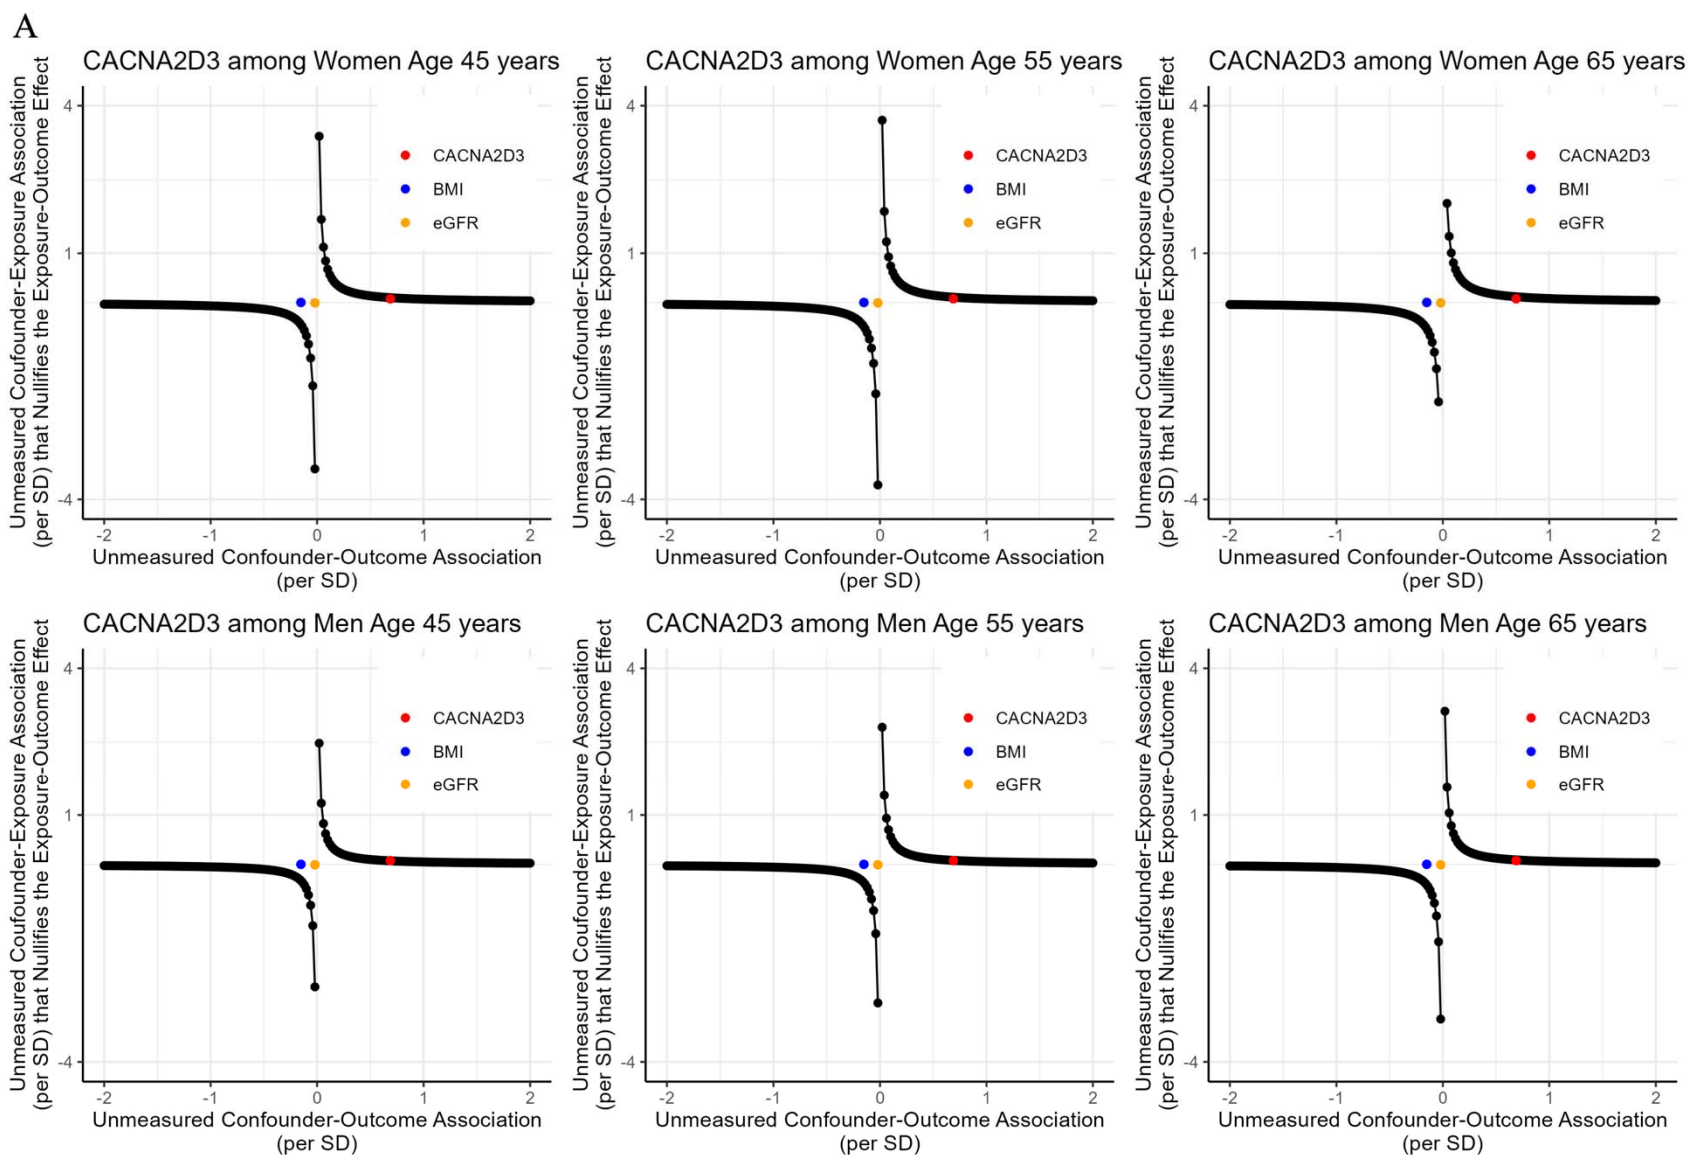 A
CACNA2D3 among Women Age 45 years
Unmeasured Coufounder-Exposure Association
(per SD) that Nullifies the Exposure-Outcome Effect
4
1
-4
CACNA2D3
BMI
eGFR
-2 -1 0 1 2
Unmeasured Confounder-Outcome Association
(per SD)
CACNA2D3 among Women Age 55 years
Unmeasured Coufounder-Exposure Association
(per SD) that Nullifies the Exposure-Outcome Effect
4
1
-4
CACNA2D3
BMI
eGFR
-2 -1 0 1 2
Unmeasured Confounder-Outcome Association
(per SD)
CACNA2D3 among Women Age 65 years
Unmeasured Coufounder-Exposure Association
(per SD) that Nullifies the Exposure-Outcome Effect
4
1
-4
CACNA2D3
BMI
eGFR
-2 -1 0 1 2
Unmeasured Confounder-Outcome Association
(per SD)
CACNA2D3 among Men Age 45 years
Unmeasured Coufounder-Exposure Association
(per SD) that Nullifies the Exposure-Outcome Effect
4
1
-4
CACNA2D3
BMI
eGFR
-2 -1 0 1 2
Unmeasured Confounder-Outcome Association
(per SD)
CACNA2D3 among Men Age 55 years
Unmeasured Coufounder-Exposure Association
(per SD) that Nullifies the Exposure-Outcome Effect
4
1
-4
CACNA2D3
BMI
eGFR
-2 -1 0 1 2
Unmeasured Confounder-Outcome Association
(per SD)
CACNA2D3 among Men Age 65 years
Unmeasured Coufounder-Exposure Association
(per SD) that Nullifies the Exposure-Outcome Effect
4
1
-4
CACNA2D3
BMI
eGFR
-2 -1 0 1 2
Unmeasured Confounder-Outcome Association
(per SD)